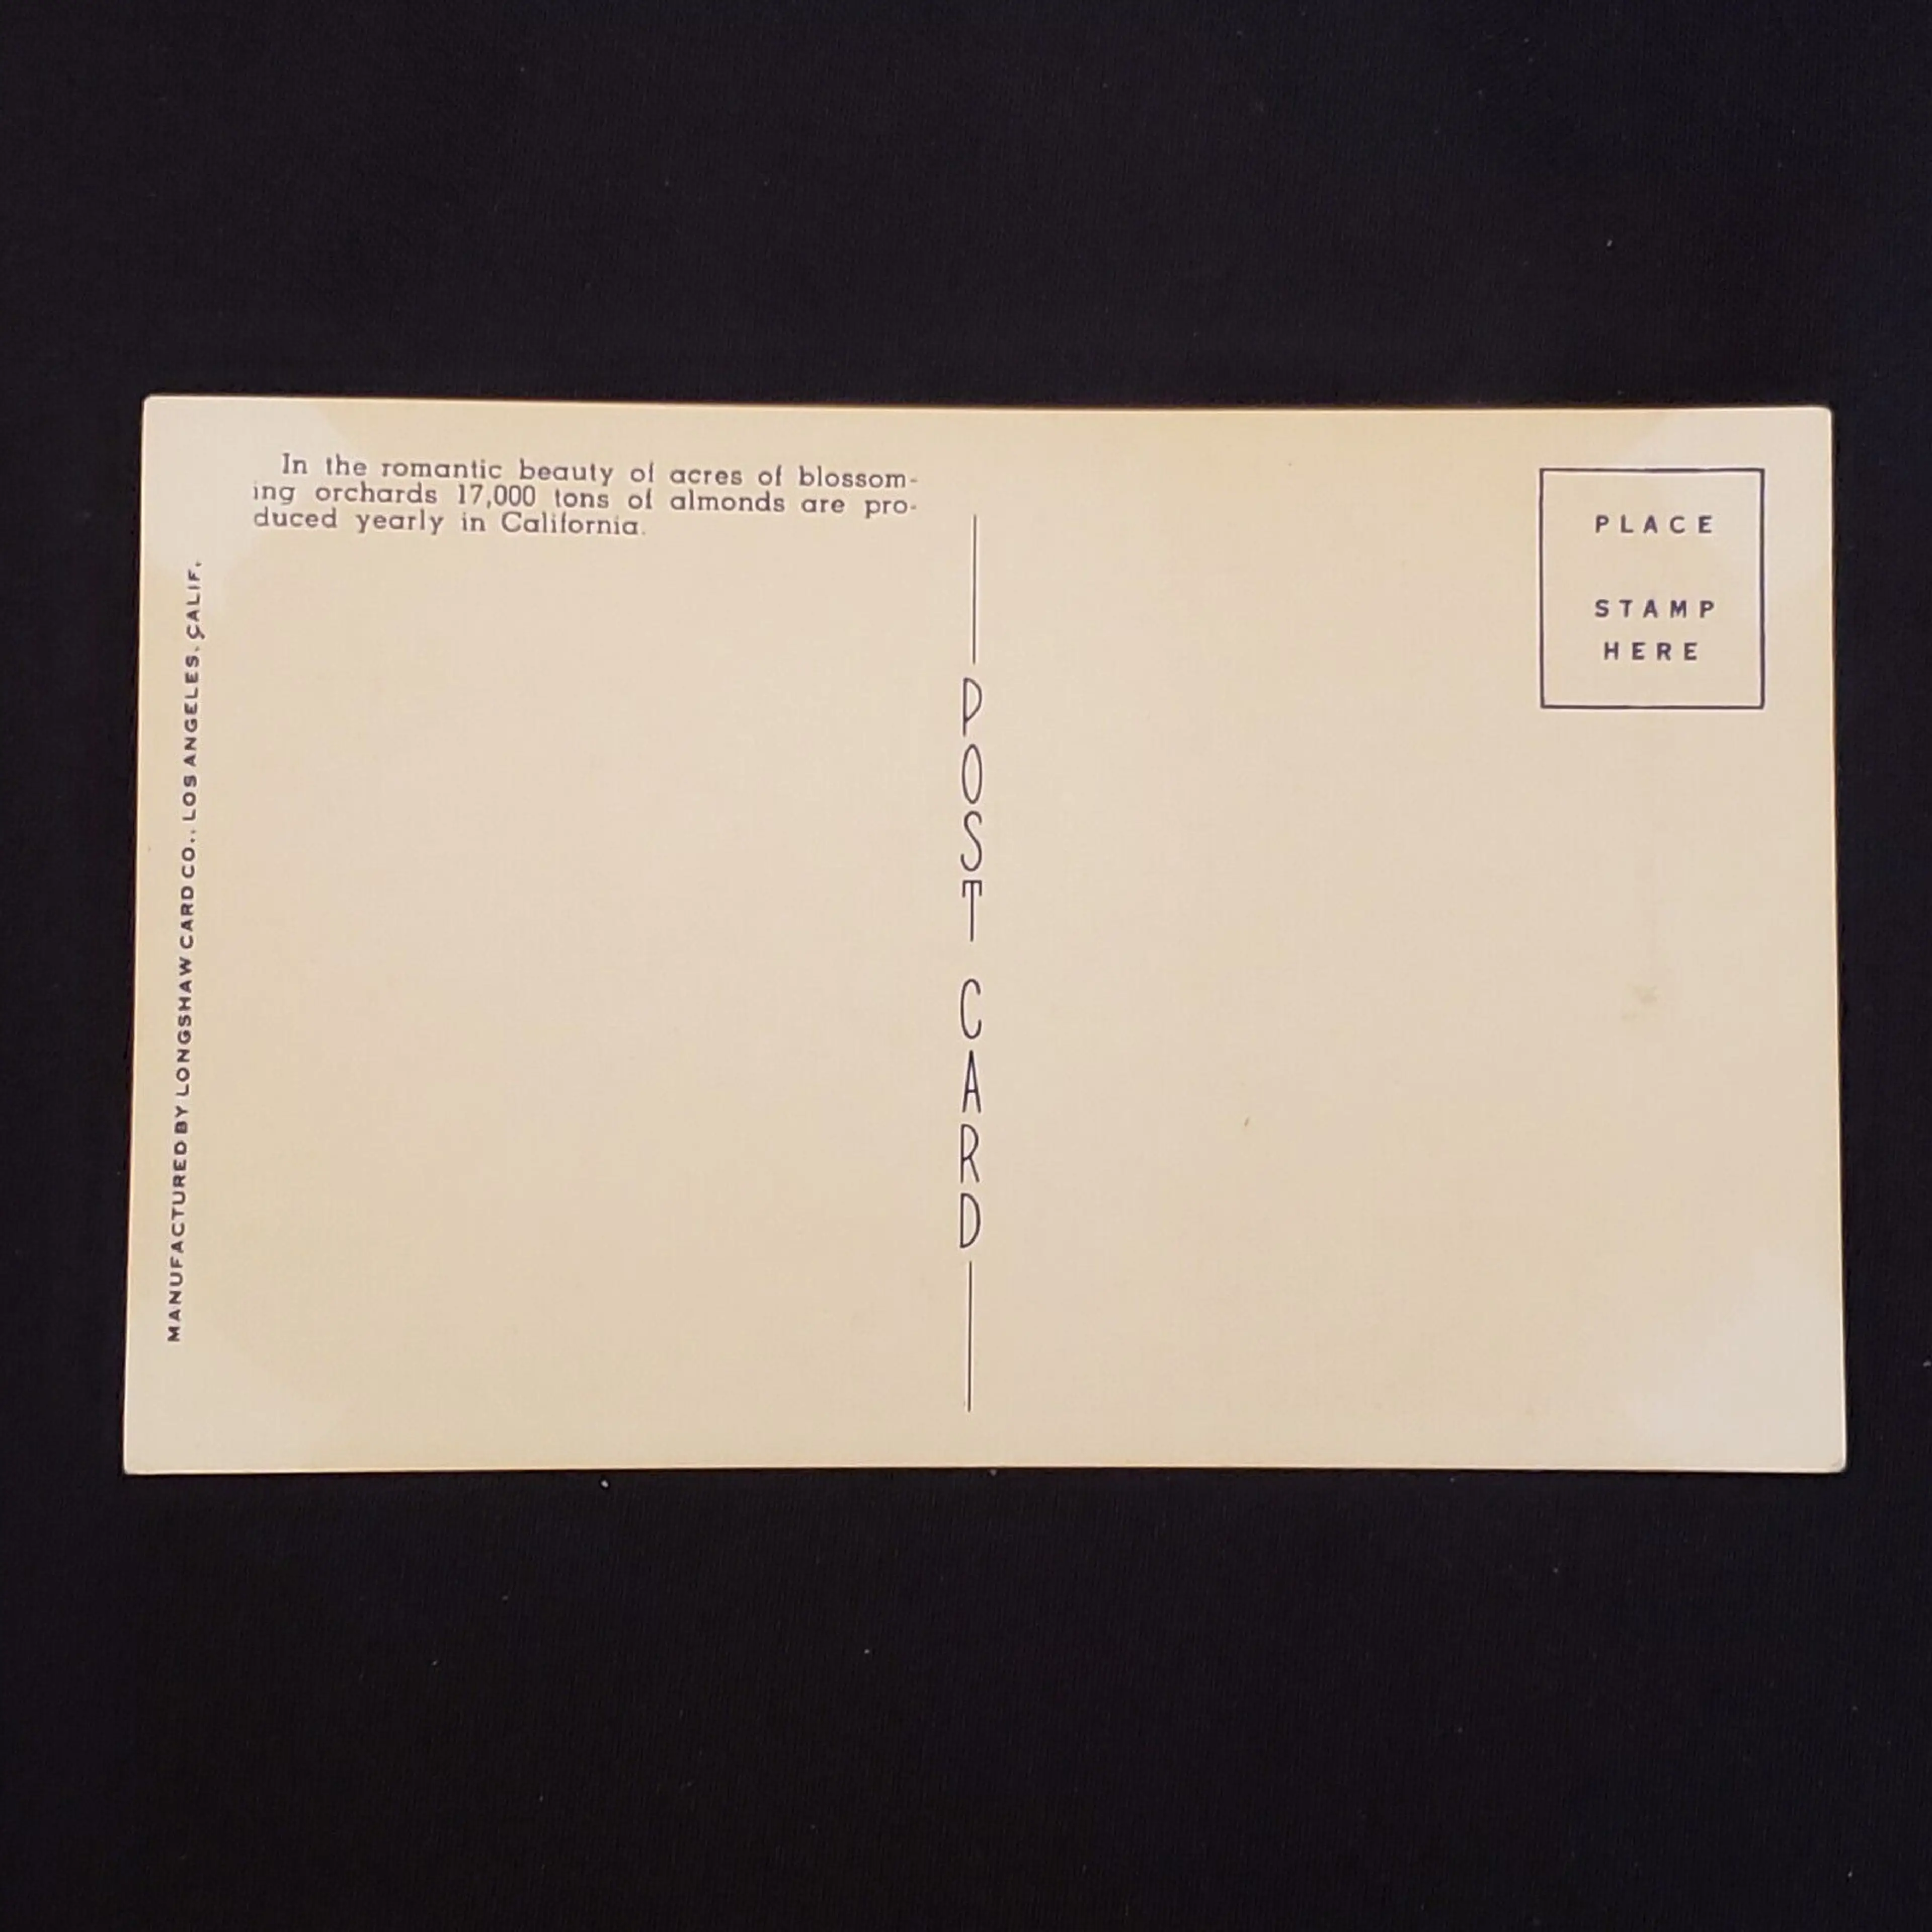 In the romantic beauty of acres of blossom-
ing orchards 17,000 tons of almonds are pro-
duced yearly in California.
MANUFACTURED BY LONGSHAW CARD CO., LOS ANGELES, CALIF.
POST CARD
PLACE
STAMP
HERE